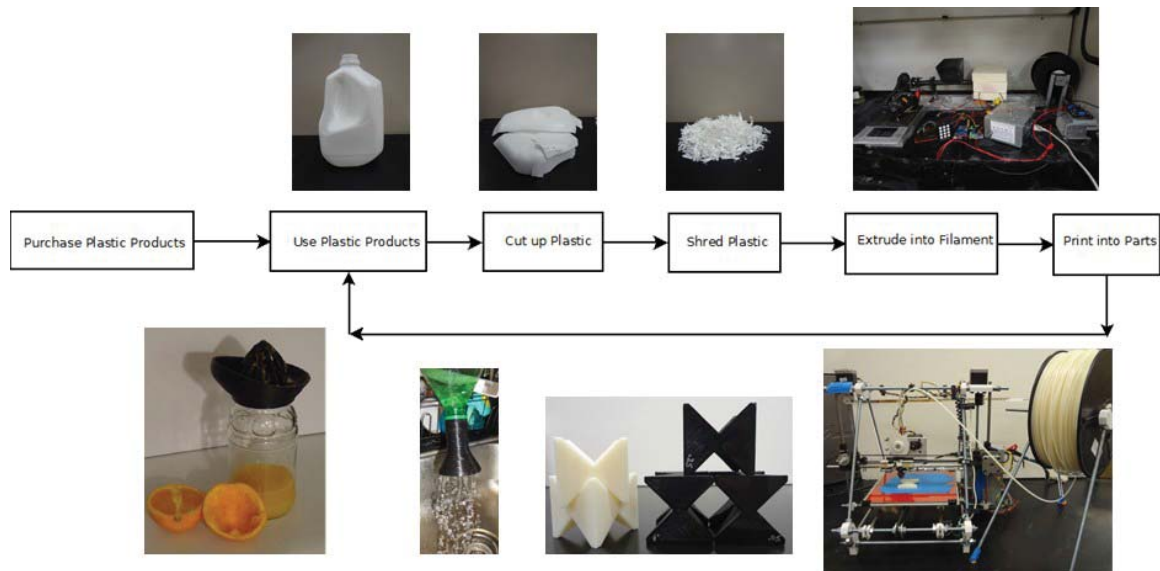 Purchase Plastic Products
Use Plastic Products
Cut up Plastic
Shred Plastic
Extrude into Filament
Print into Parts